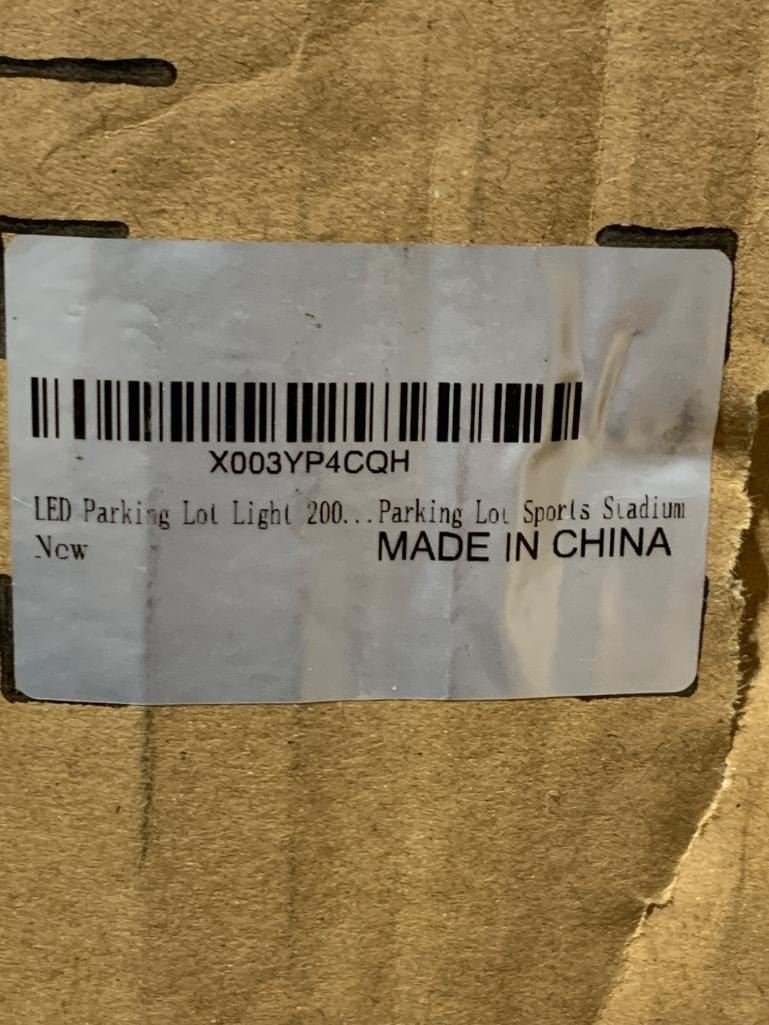 X003YP4CQH
LED Parking Lot Light 200...Parking Lot Sports Stadium
New
MADE IN CHINA